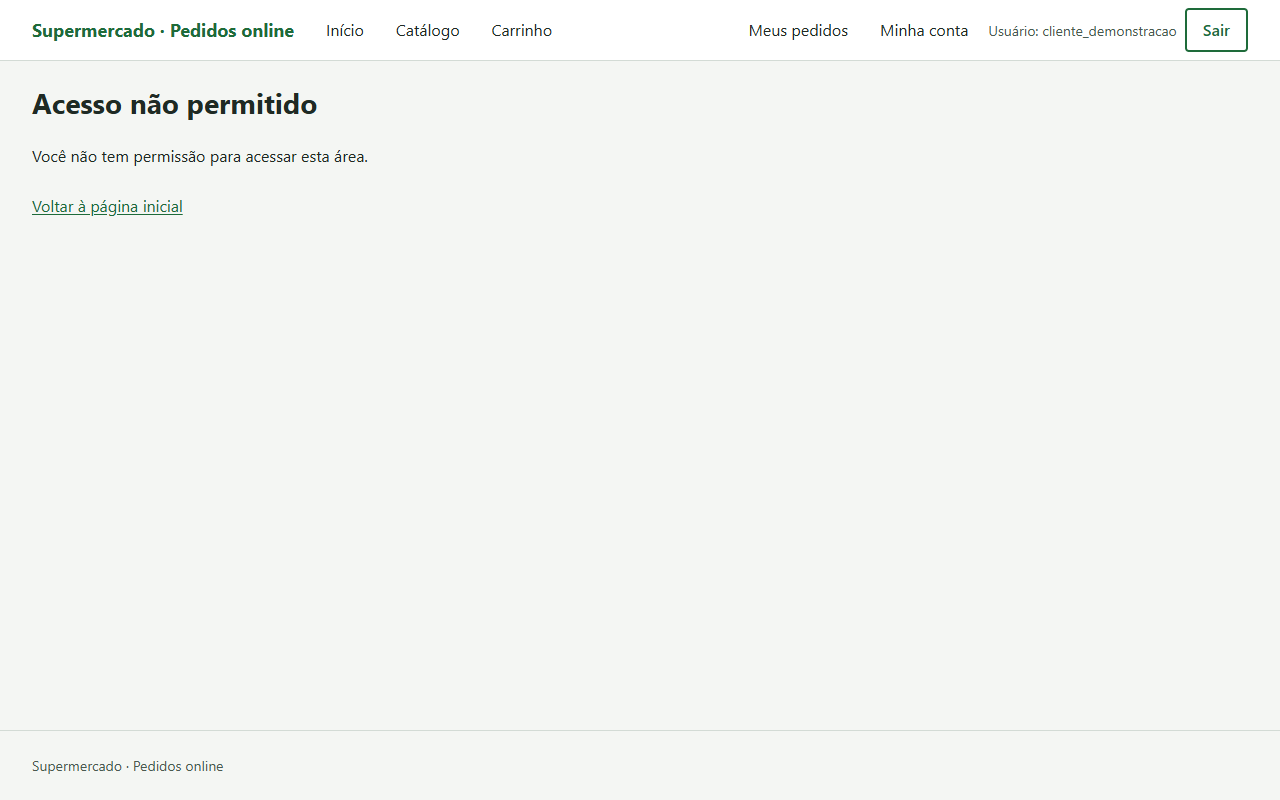 Supermercado · Pedidos online Início Catálogo Carrinho Meus pedidos Minha conta Usuário: cliente_demonstracao Sair
Acesso não permitido
Você não tem permissão para acessar esta área.
Voltar à página inicial
Supermercado · Pedidos online